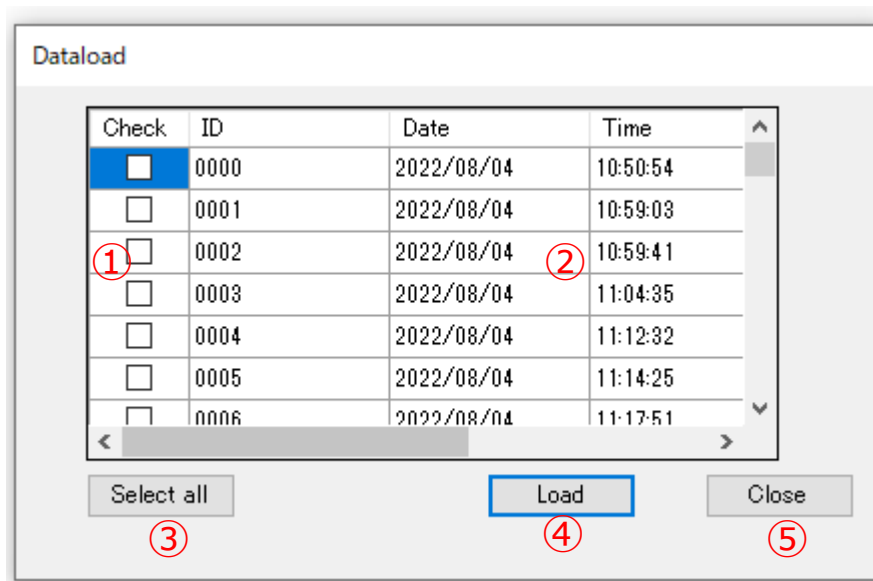 Dataload
Check ID Date Time
0000 2022/08/04 10:50:54
0001 2022/08/04 10:59:03
① 0002 2022/08/04 ② 10:59:41
0003 2022/08/04 11:04:35
0004 2022/08/04 11:12:32
0005 2022/08/04 11:14:25
0006 2022/08/04 11:17:51
Select all Load Close
③ ④ ⑤